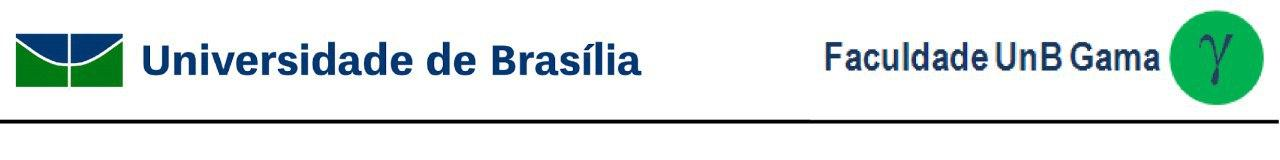 Universidade de Brasília
Faculdade UnB Gama γ